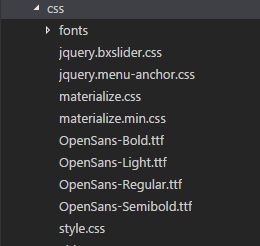 css
fonts
jquery.bxslider.css
jquery.menu-anchor.css
materialize.css
materialize.min.css
OpenSans-Bold.ttf
OpenSans-Light.ttf
OpenSans-Regular.ttf
OpenSans-Semibold.ttf
style.css